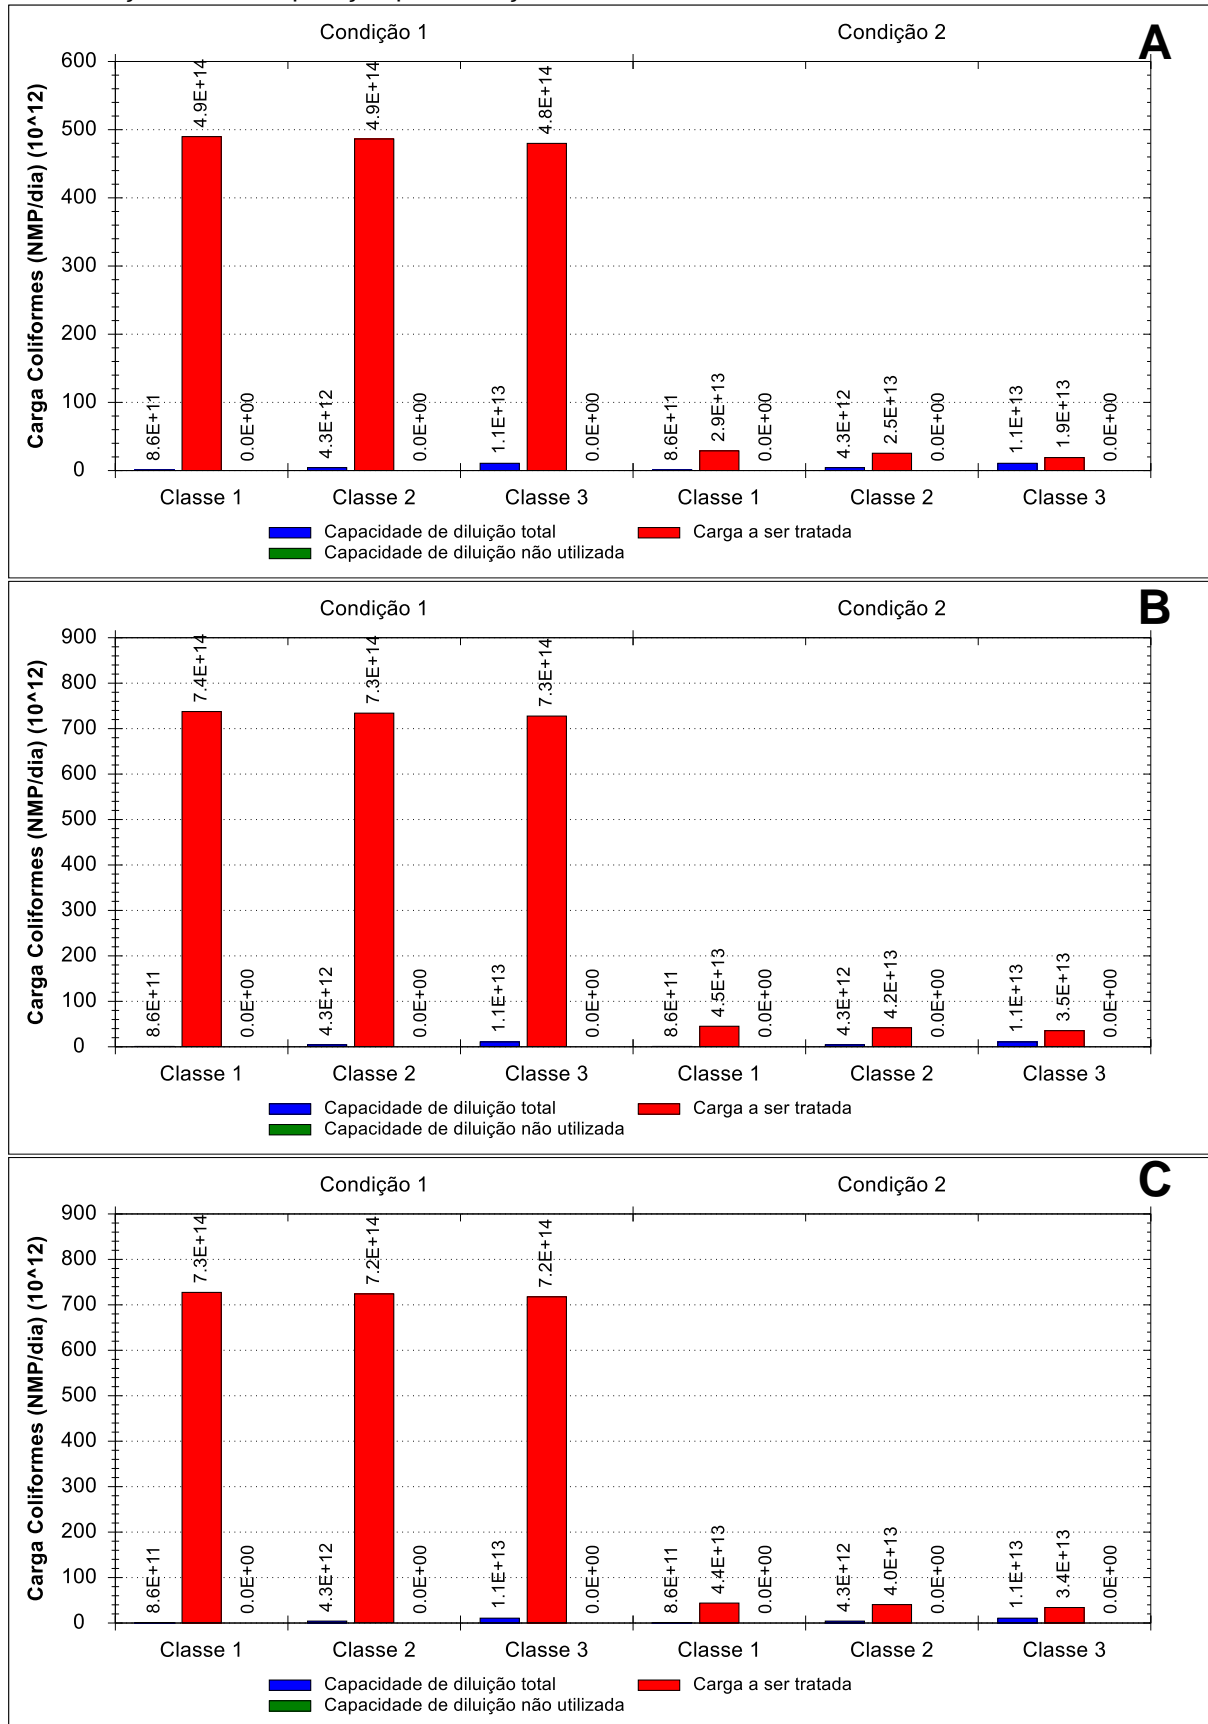 Condição 1 Condição 2 A
Carga Coliformes (NMP/dia) (10^12)
600
500
400
300
200
100
0
8.6E+11 4.9E+14 0.0E+00 4.3E+12 4.9E+14 0.0E+00 1.1E+13 4.8E+14 0.0E+00 8.6E+11 2.9E+13 0.0E+00 4.3E+12 2.5E+13 0.0E+00 1.1E+13 1.9E+13 0.0E+00
Classe 1 Classe 2 Classe 3 Classe 1 Classe 2 Classe 3
Capacidade de diluição total Carga a ser tratada
Capacidade de diluição não utilizada
Condição 1 Condição 2 B
Carga Coliformes (NMP/dia) (10^12)
900
800
700
600
500
400
300
200
100
0
8.6E+11 7.4E+14 0.0E+00 4.3E+12 7.3E+14 0.0E+00 1.1E+13 7.3E+14 0.0E+00 8.6E+11 4.5E+13 0.0E+00 4.3E+12 4.2E+13 0.0E+00 1.1E+13 3.5E+13 0.0E+00
Classe 1 Classe 2 Classe 3 Classe 1 Classe 2 Classe 3
Capacidade de diluição total Carga a ser tratada
Capacidade de diluição não utilizada
Condição 1 Condição 2 C
Carga Coliformes (NMP/dia) (10^12)
900
800
700
600
500
400
300
200
100
0
8.6E+11 7.3E+14 0.0E+00 4.3E+12 7.2E+14 0.0E+00 1.1E+13 7.2E+14 0.0E+00 8.6E+11 4.4E+13 0.0E+00 4.3E+12 4.0E+13 0.0E+00 1.1E+13 3.4E+13 0.0E+00
Classe 1 Classe 2 Classe 3 Classe 1 Classe 2 Classe 3
Capacidade de diluição total Carga a ser tratada
Capacidade de diluição não utilizada